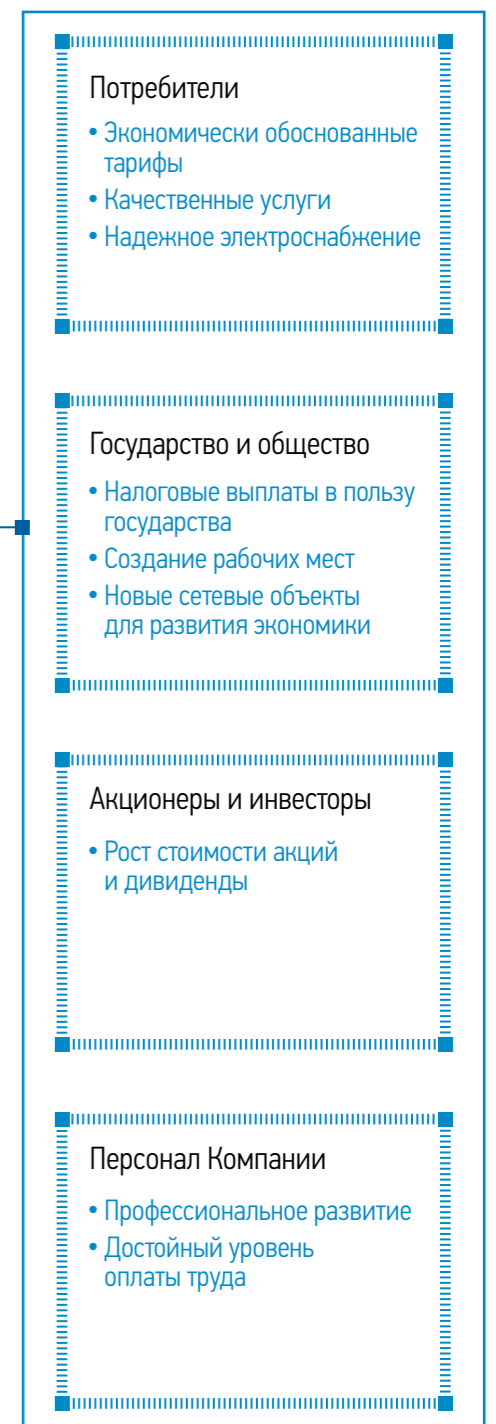 Потребители
• Экономически обоснованные
тарифы
• Качественные услуги
• Надежное электроснабжение
Государство и общество
• Налоговые выплаты в пользу
государства
• Создание рабочих мест
• Новые сетевые объекты
для развития экономики
Акционеры и инвесторы
• Рост стоимости акций
и дивиденды
Персонал Компании
• Профессиональное развитие
• Достойный уровень
оплаты труда